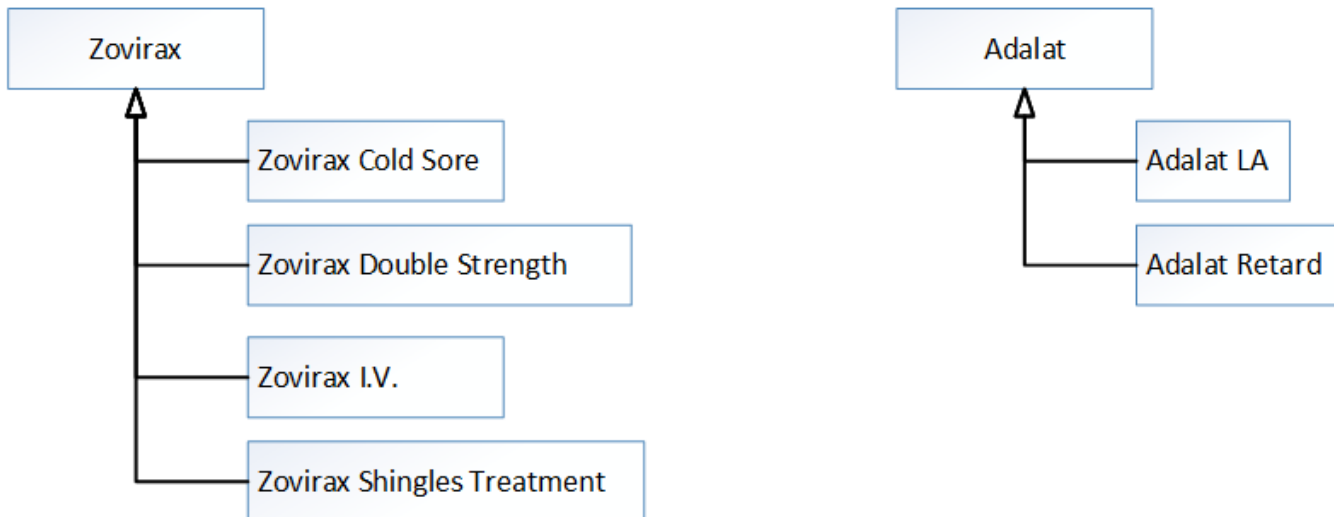 Zovirax
Zovirax Cold Sore
Zovirax Double Strength
Zovirax I.V.
Zovirax Shingles Treatment
Adalat
Adalat LA
Adalat Retard